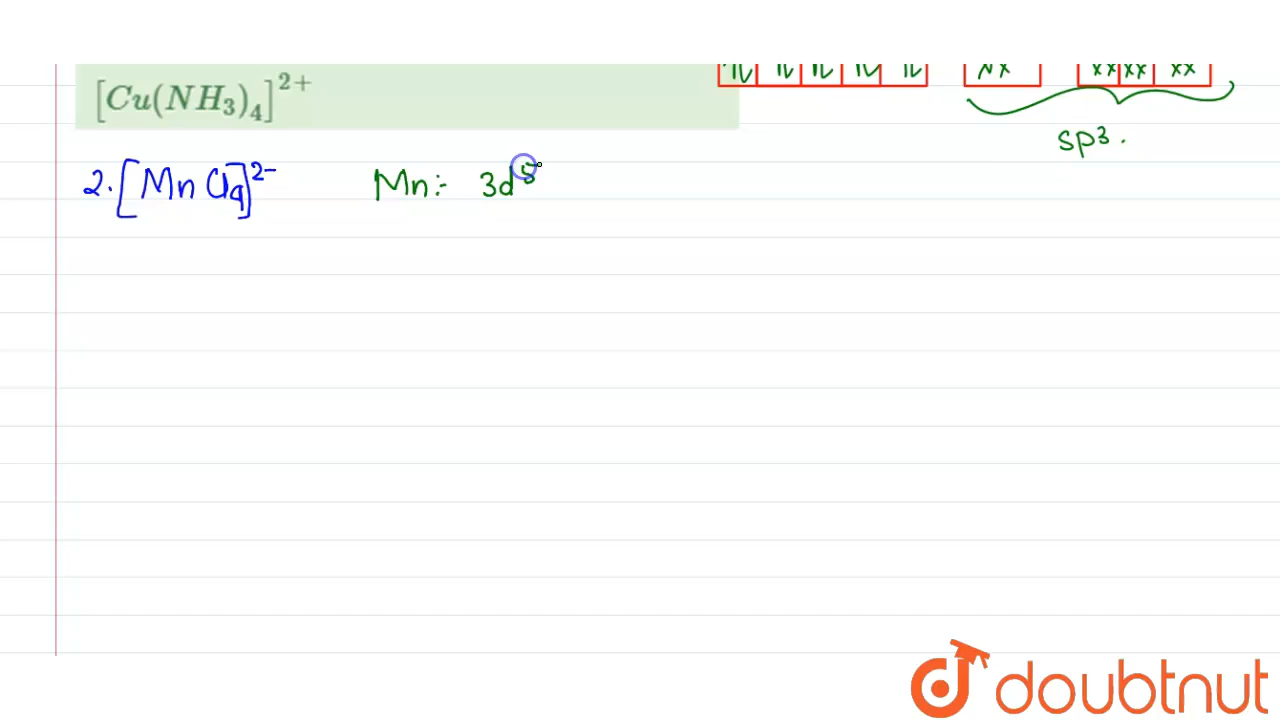 [Cu(NH₃)₄]²⁺
sp³.
2. [MnCl₄]²⁻ Mn:- 3d⁵
doubtnut